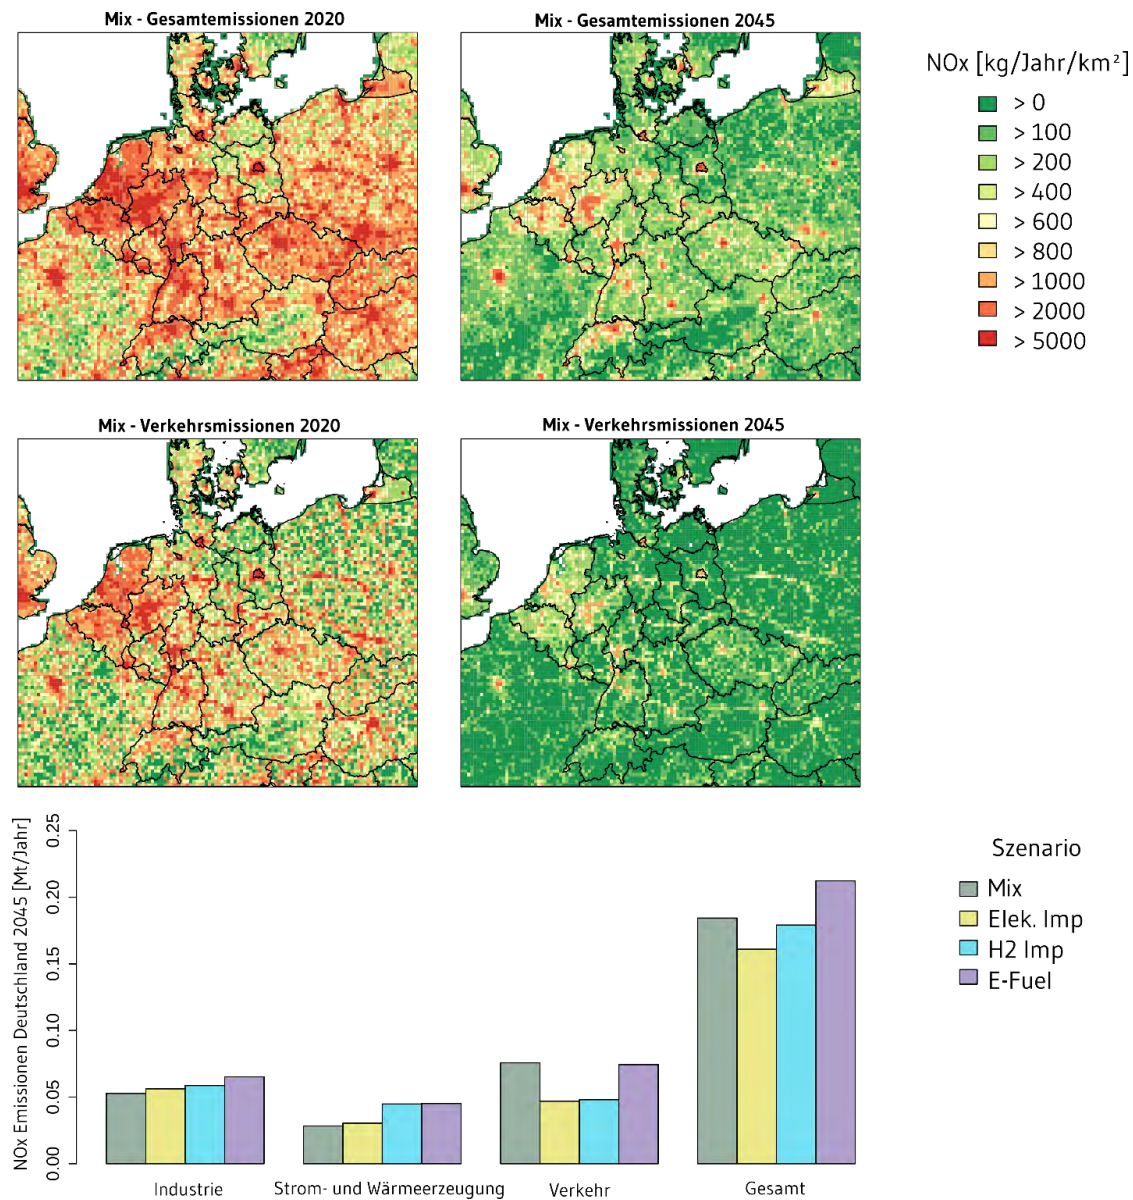 Mix - Gesamtemissionen 2020
Mix - Gesamtemissionen 2045
NOx [kg/Jahr/km²]
> 0
> 100
> 200
> 400
> 600
> 800
> 1000
> 2000
> 5000
Mix - Verkehrsmissionen 2020
Mix - Verkehrsmissionen 2045
NOx Emissionen Deutschland 2045 [Mt/Jahr]
0.25
0.20
0.15
0.10
0.05
0.00
Industrie
Strom- und Wärmeerzeugung
Verkehr
Gesamt
Szenario
Mix
Elek. Imp
H2 Imp
E-Fuel